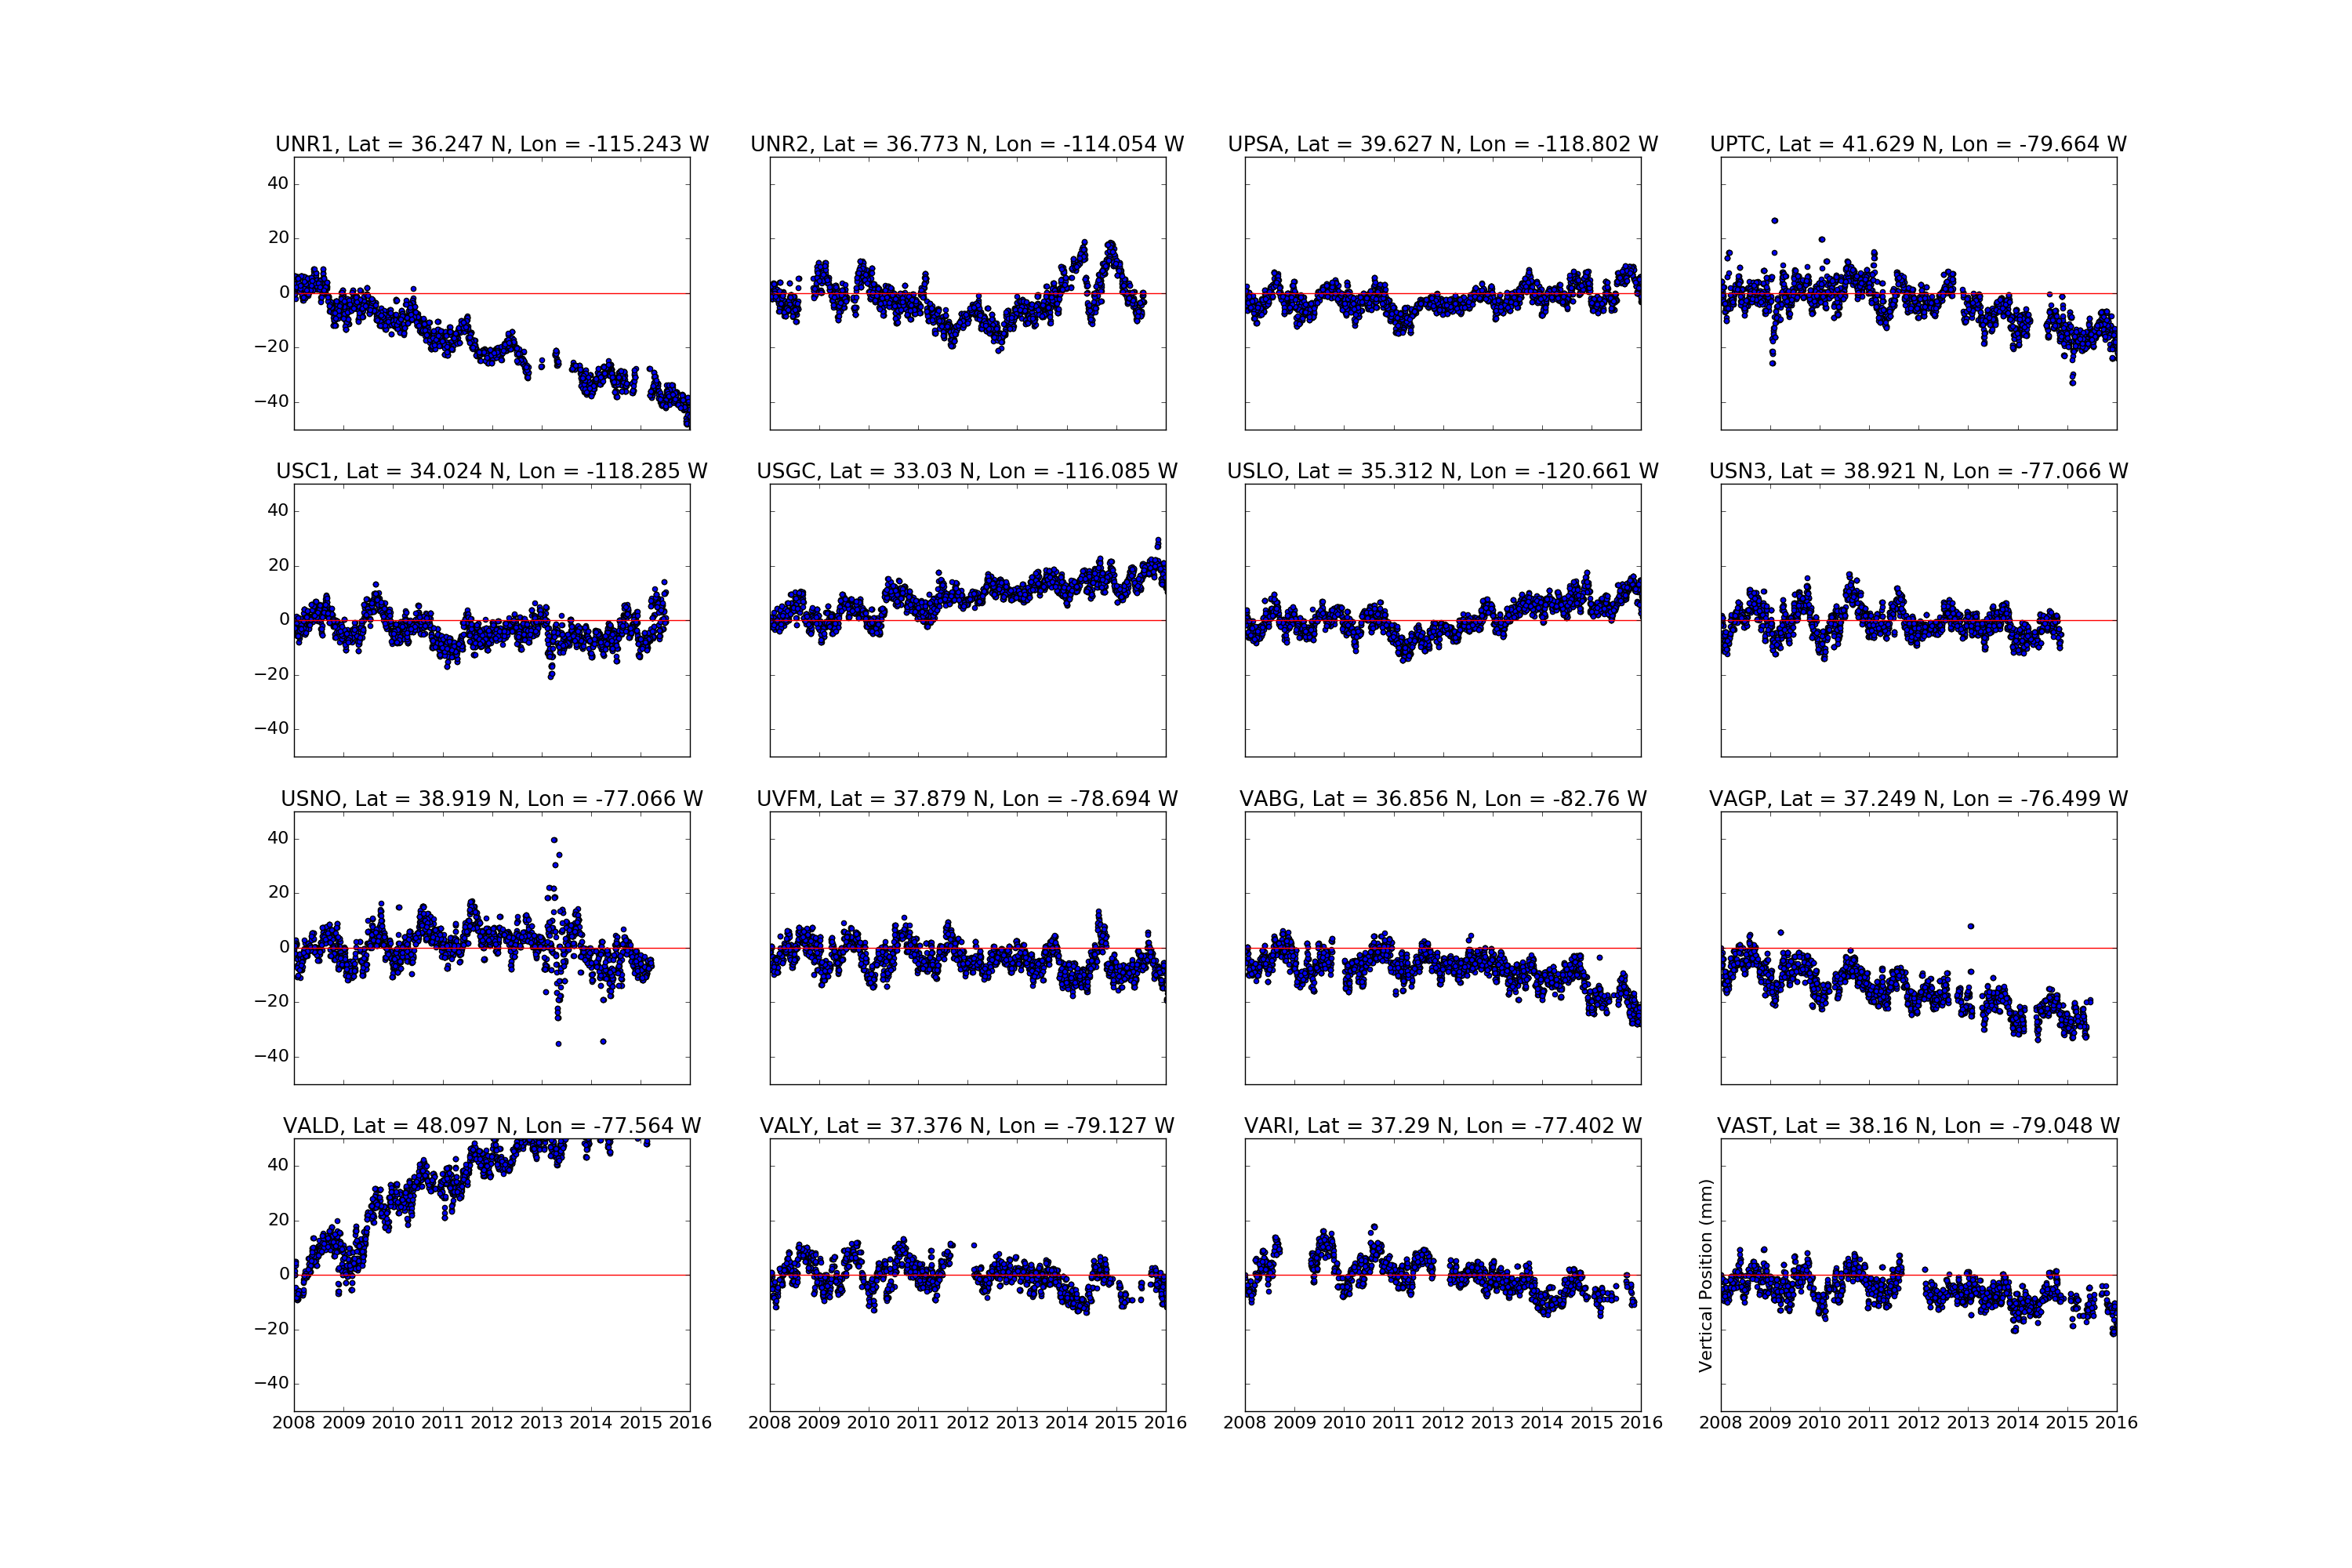 UNR1, Lat = 36.247 N, Lon = -115.243 W
UNR2, Lat = 36.773 N, Lon = -114.054 W
UPSA, Lat = 39.627 N, Lon = -118.802 W
UPTC, Lat = 41.629 N, Lon = -79.664 W
40
20
0
−20
−40
USC1, Lat = 34.024 N, Lon = -118.285 W
USGC, Lat = 33.03 N, Lon = -116.085 W
USLO, Lat = 35.312 N, Lon = -120.661 W
USN3, Lat = 38.921 N, Lon = -77.066 W
40
20
0
−20
−40
USNO, Lat = 38.919 N, Lon = -77.066 W
UVFM, Lat = 37.879 N, Lon = -78.694 W
VABG, Lat = 36.856 N, Lon = -82.76 W
VAGP, Lat = 37.249 N, Lon = -76.499 W
40
20
0
−20
−40
VALD, Lat = 48.097 N, Lon = -77.564 W
VALY, Lat = 37.376 N, Lon = -79.127 W
VARI, Lat = 37.29 N, Lon = -77.402 W
VAST, Lat = 38.16 N, Lon = -79.048 W
40
20
0
−20
−40
Vertical Position (mm)
2008 2009 2010 2011 2012 2013 2014 2015 2016
2008 2009 2010 2011 2012 2013 2014 2015 2016
2008 2009 2010 2011 2012 2013 2014 2015 2016
2008 2009 2010 2011 2012 2013 2014 2015 2016